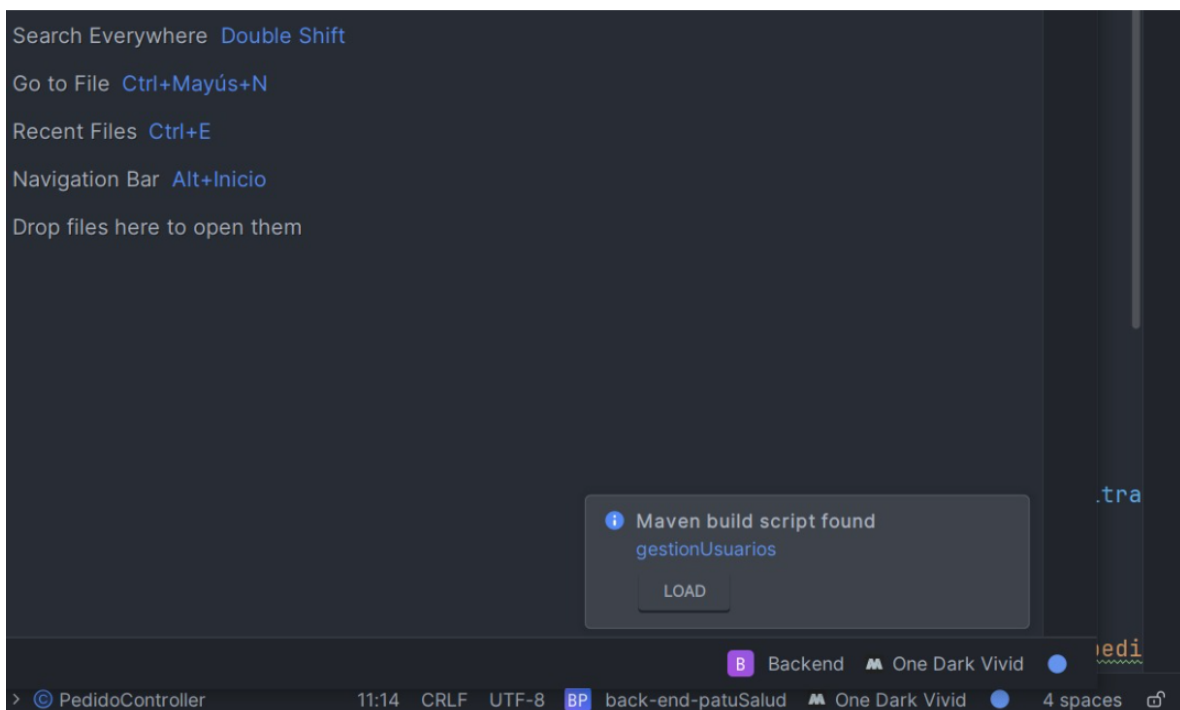 Search Everywhere Double Shift
Go to File Ctrl+Mayús+N
Recent Files Ctrl+E
Navigation Bar Alt+Inicio
Drop files here to open them
.tra
Maven build script found
gestionUsuarios
LOAD
pedi
B Backend One Dark Vivid
> © PedidoController 11:14 CRLF UTF-8 BP back-end-patuSalud One Dark Vivid 4 spaces